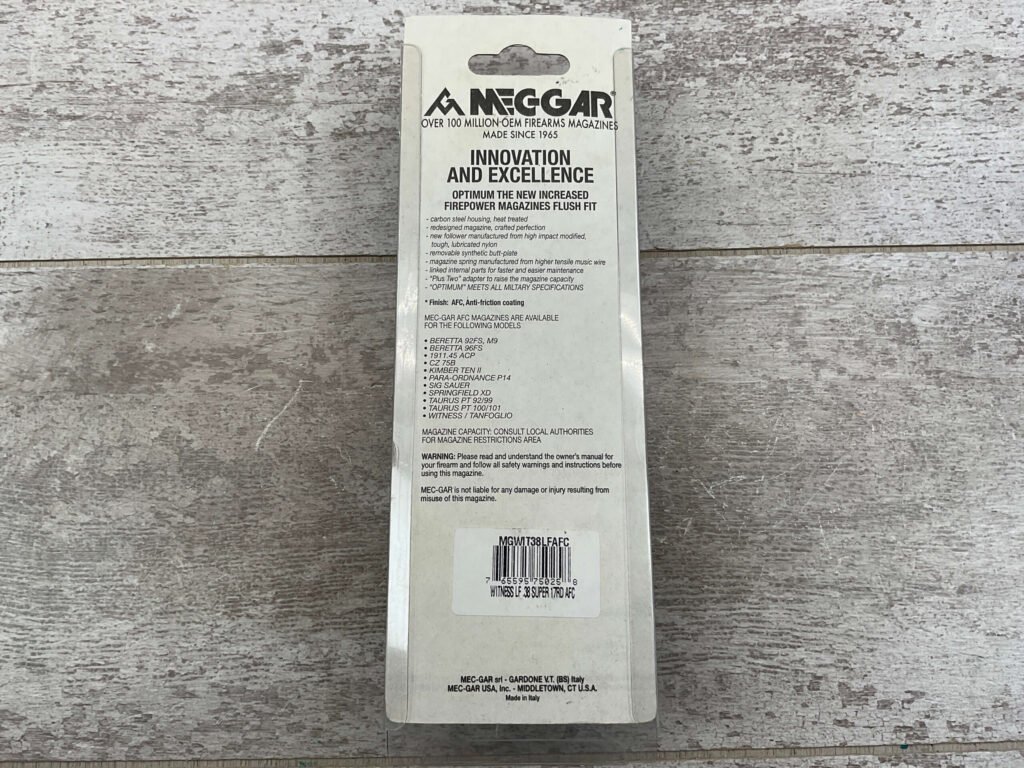 MEC-GAR®
OVER 100 MILLION OEM FIREARMS MAGAZINES
MADE SINCE 1965
INNOVATION
AND EXCELLENCE
OPTIMUM THE NEW INCREASED
FIREPOWER MAGAZINES FLUSH FIT
- carbon steel housing, heat treated
- redesigned magazine, crafted perfection
- new follower manufactured from high impact modified,
tough, lubricated nylon
- removable synthetic butt-plate
- magazine spring manufactured from higher tensile music wire
- linked internal parts for faster and easier maintenance
- "Plus Two" adapter to raise the magazine capacity
- "OPTIMUM" MEETS ALL MILTARY SPECIFICATIONS
* Finish: AFC, Anti-friction coating
MEC-GAR AFC MAGAZINES ARE AVAILABLE
FOR THE FOLLOWING MODELS
• BERETTA 92FS, M9
• BERETTA 96FS
• 1911.45 ACP
• CZ 75B
• KIMBER TEN II
• PARA-ORDNANCE P14
• SIG SAUER
• SPRINGFIELD XD
• TAURUS PT 92/99
• TAURUS PT 100/101
• WITNESS / TANFOGLIO
MAGAZINE CAPACITY: CONSULT LOCAL AUTHORITIES
FOR MAGAZINE RESTRICTIONS AREA
WARNING: Please read and understand the owner's manual for
your firearm and follow all safety warnings and instructions before
using this magazine.
MEC-GAR is not liable for any damage or injury resulting from
misuse of this magazine.
MGWIT38LFAFC
7 65595 75025 8
WITNESS LF .38 SUPER 17RD AFC
MEC-GAR srl - GARDONE V.T. (BS) Italy
MEC-GAR USA, Inc. - MIDDLETOWN, CT U.S.A.
Made in Italy